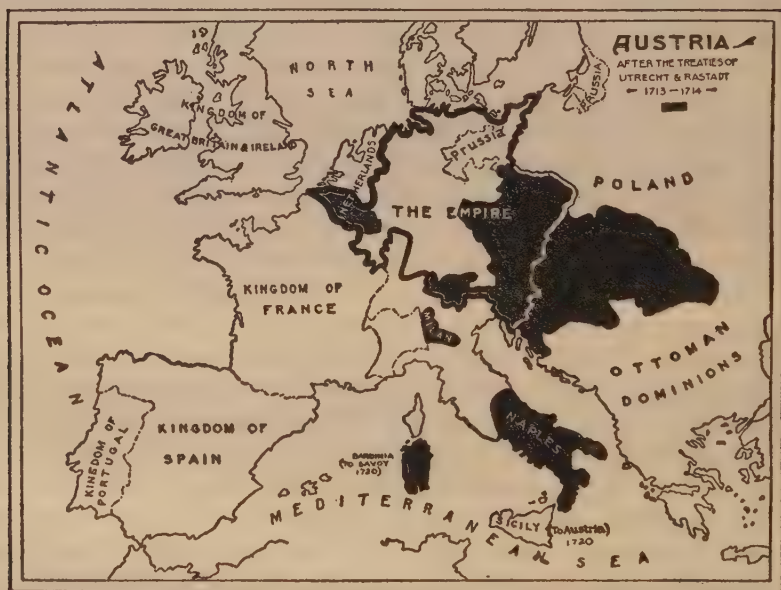 AUSTRIA
AFTER THE TREATIES OF
UTRECHT & RASTADT
1713-1714
ATLANTIC OCEAN
NORTH
SEA
KINGDOM OF
GREAT BRITAIN & IRELAND
NETHERLANDS
PRUSSIA
PRUSSIA
POLAND
THE EMPIRE
KINGDOM OF
FRANCE
MILAN
OTTOMAN
DOMINIONS
KINGDOM OF
PORTUGAL
KINGDOM OF
SPAIN
SARDINIA
(TO SAVOY
1720)
NAPLES
SICILY (To Austria)
1720
MEDITERRANEAN SEA